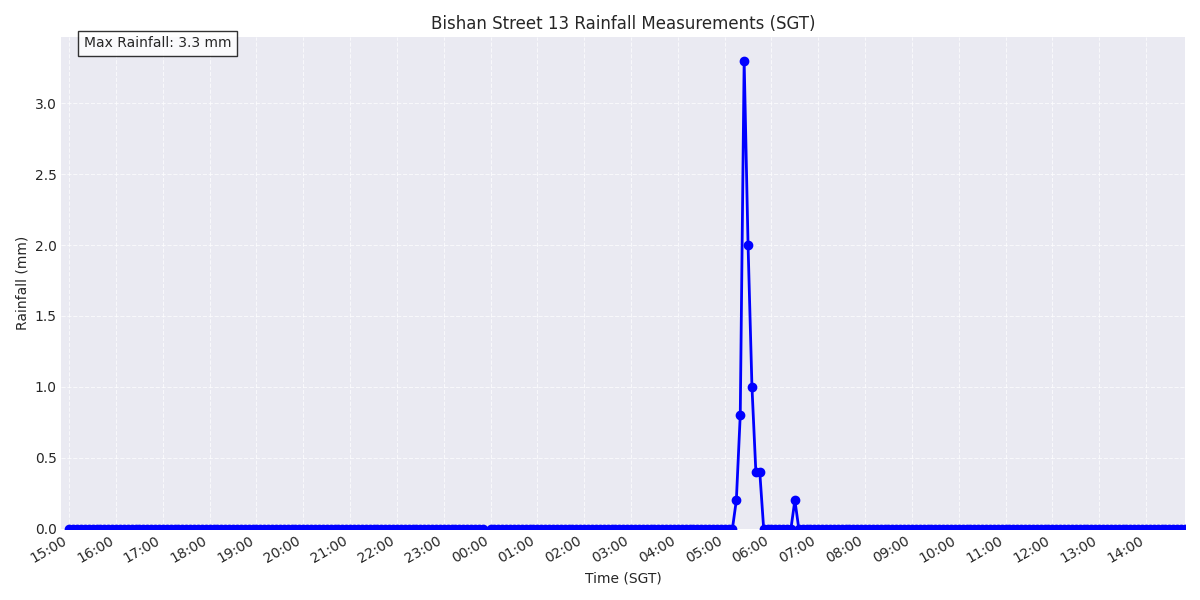 Bishan Street 13 Rainfall Measurements (SGT)
Max Rainfall: 3.3 mm
Rainfall (mm)
3.0
2.5
2.0
1.5
1.0
0.5
0.0
15:00 16:00 17:00 18:00 19:00 20:00 21:00 22:00 23:00 00:00 01:00 02:00 03:00 04:00 05:00 06:00 07:00 08:00 09:00 10:00 11:00 12:00 13:00 14:00
Time (SGT)